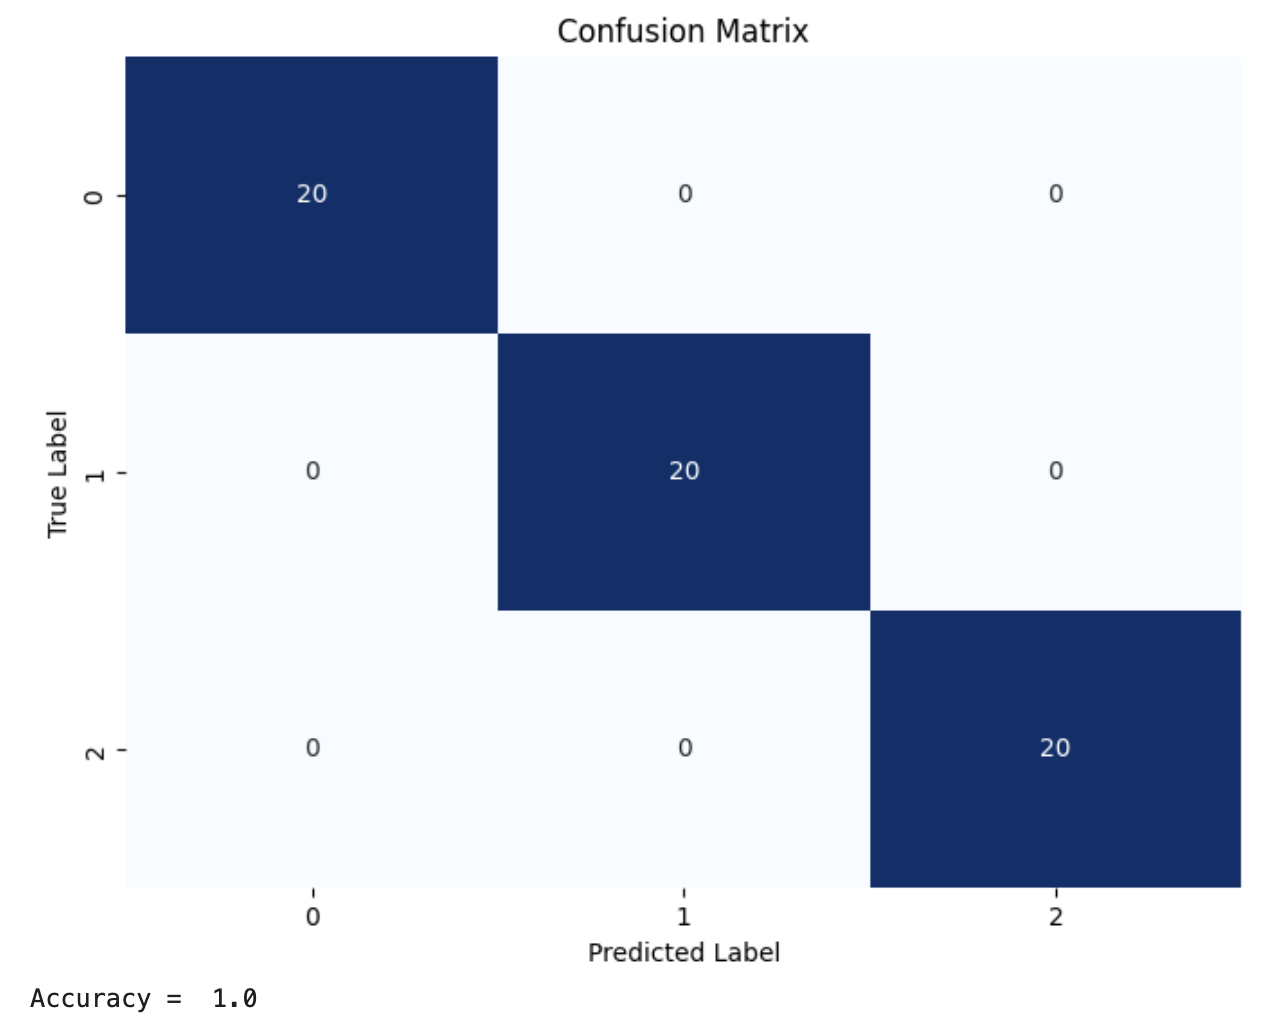 Confusion Matrix
0
20 0 0
True Label
1
0 20 0
2
0 0 20
0 1 2
Predicted Label
Accuracy =  1.0